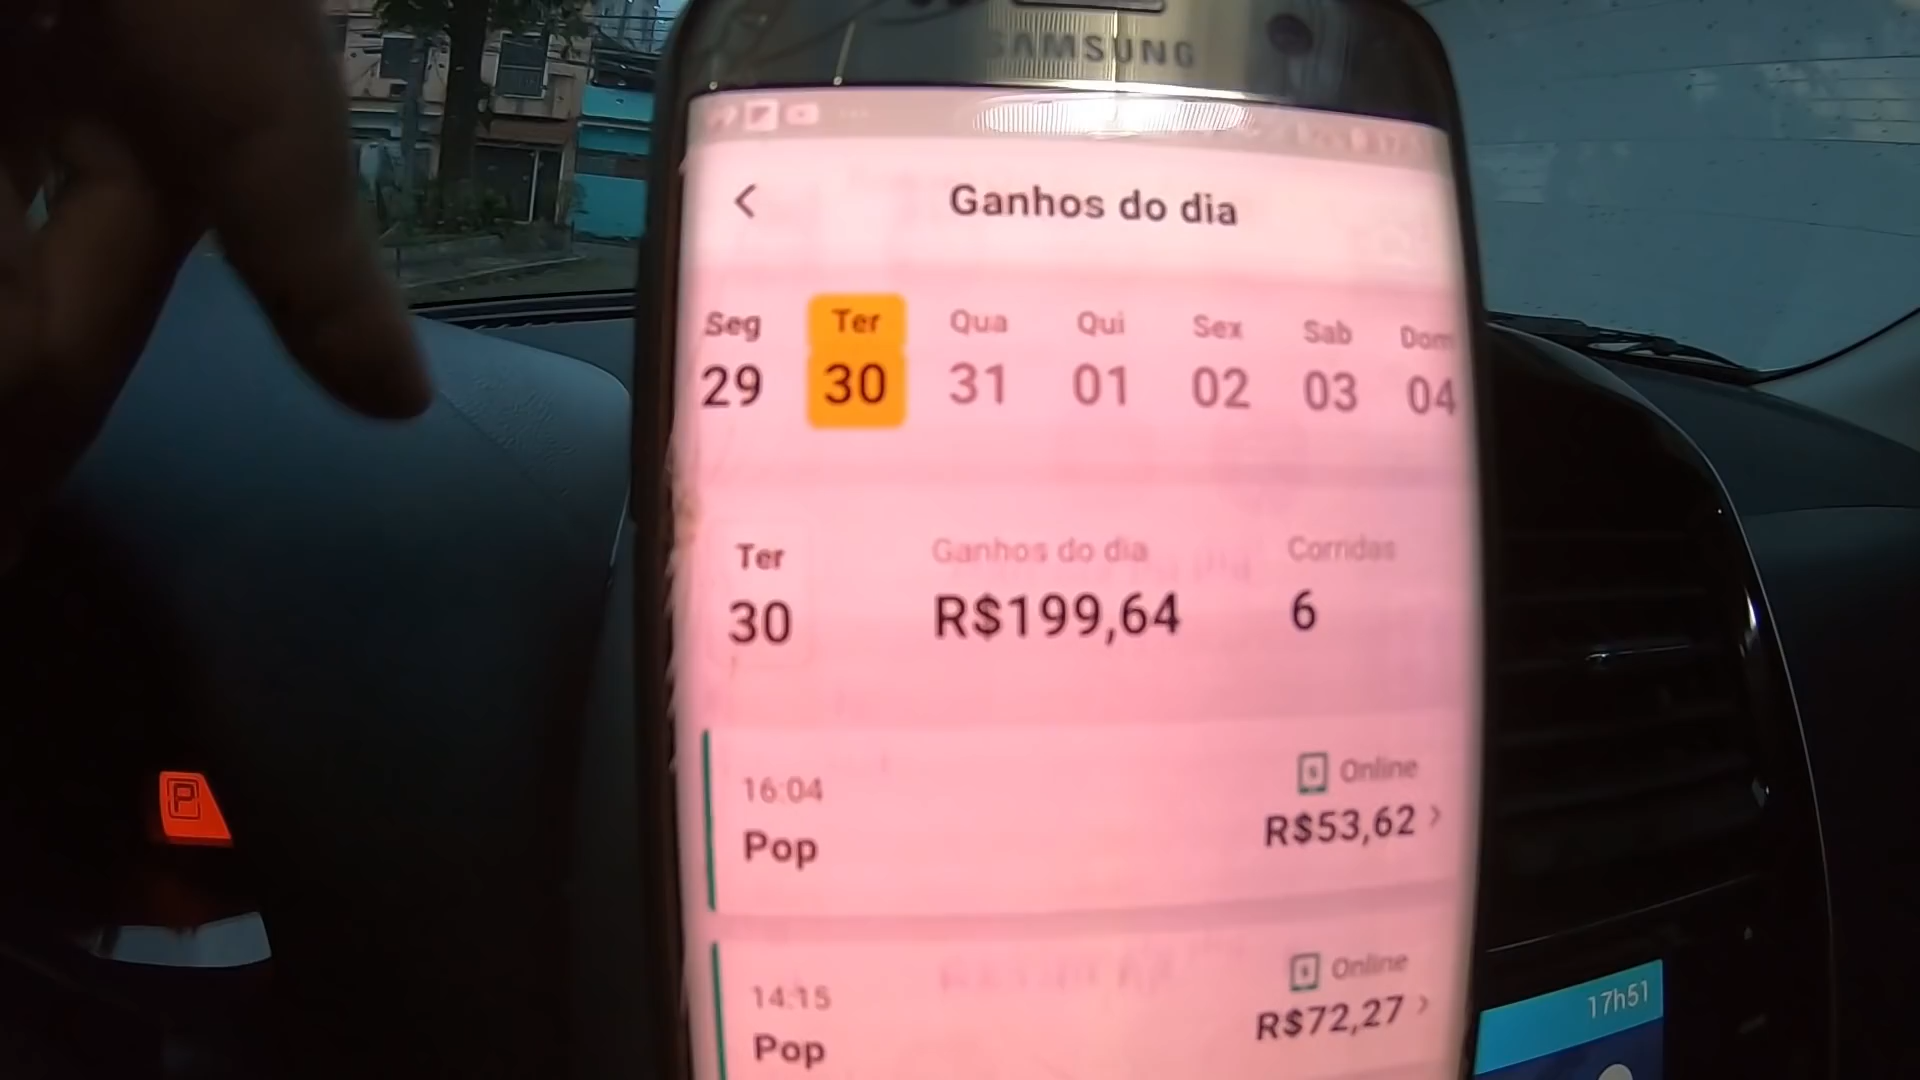 SAMSUNG
Ganhos do dia
Seg Ter Qua Qui Sex Sab Dom
29 30 31 01 02 03 04
Ter Ganhos do dia Corridas
30 R$199,64 6
16:04 Online
Pop R$53,62
14:15 Online
Pop R$72,27
P
17h51